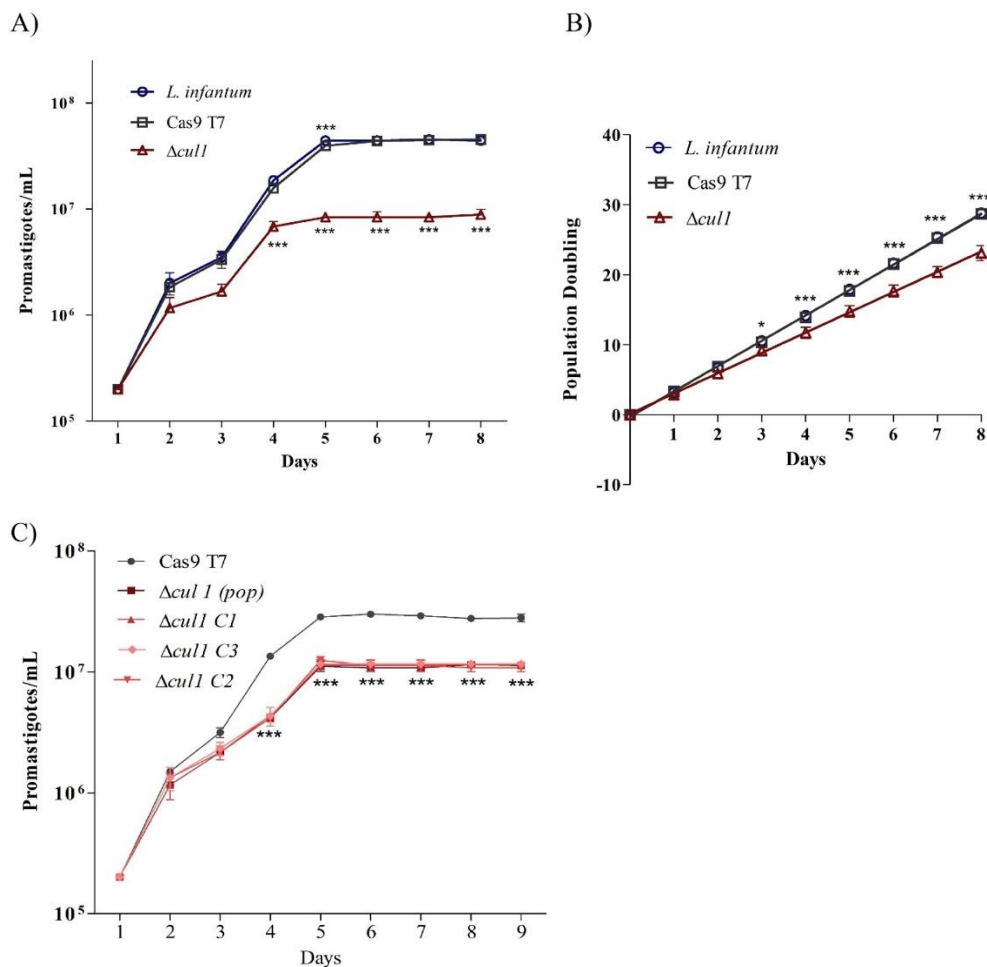 A)
Promastigotes/mL
L. infantum
Cas9 T7
Δcul1
10⁸
10⁷
10⁶
10⁵
***
*** *** *** *** ***
1 2 3 4 5 6 7 8
Days
B)
Population Doubling
L. infantum
Cas9 T7
Δcul1
40
30
20
10
0
-10
* *** *** *** *** ***
1 2 3 4 5 6 7 8
Days
C)
Promastigotes/mL
Cas9 T7
Δcul 1 (pop)
Δcul1 C1
Δcul1 C3
Δcul1 C2
10⁸
10⁷
10⁶
10⁵
*** *** *** *** *** ***
1 2 3 4 5 6 7 8 9
Days